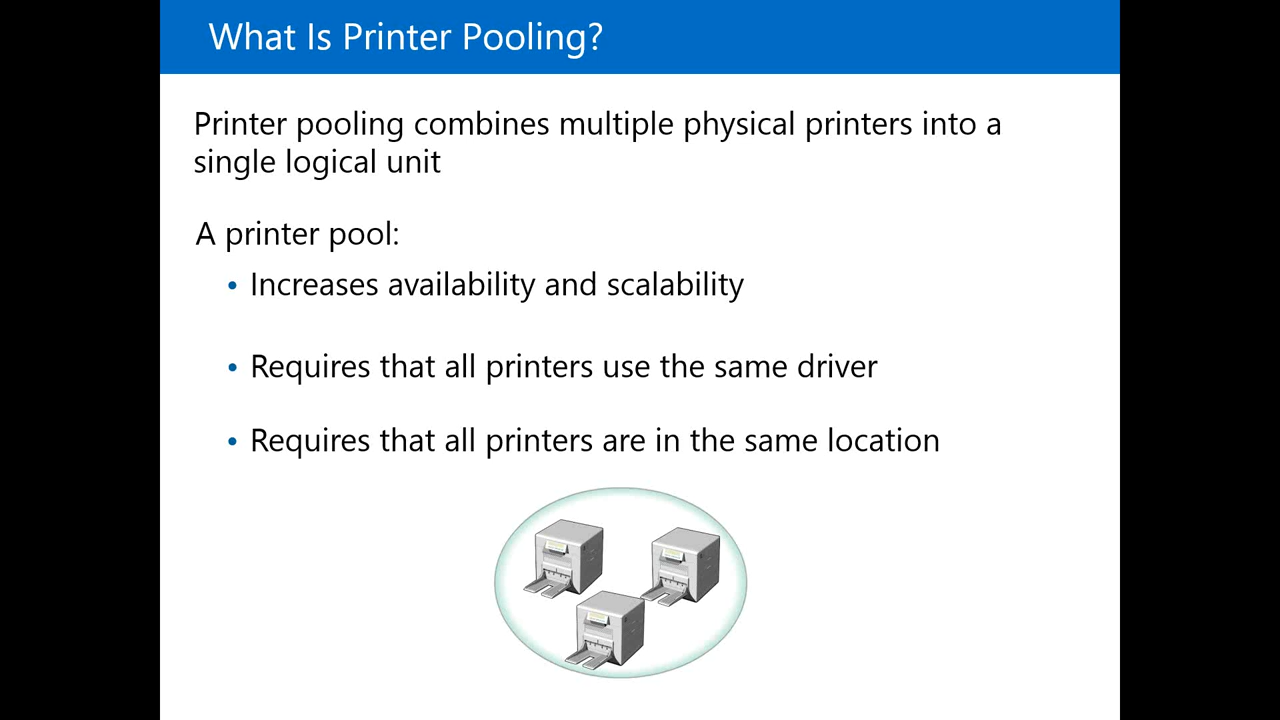 What Is Printer Pooling?
Printer pooling combines multiple physical printers into a
single logical unit
A printer pool:
• Increases availability and scalability
• Requires that all printers use the same driver
• Requires that all printers are in the same location